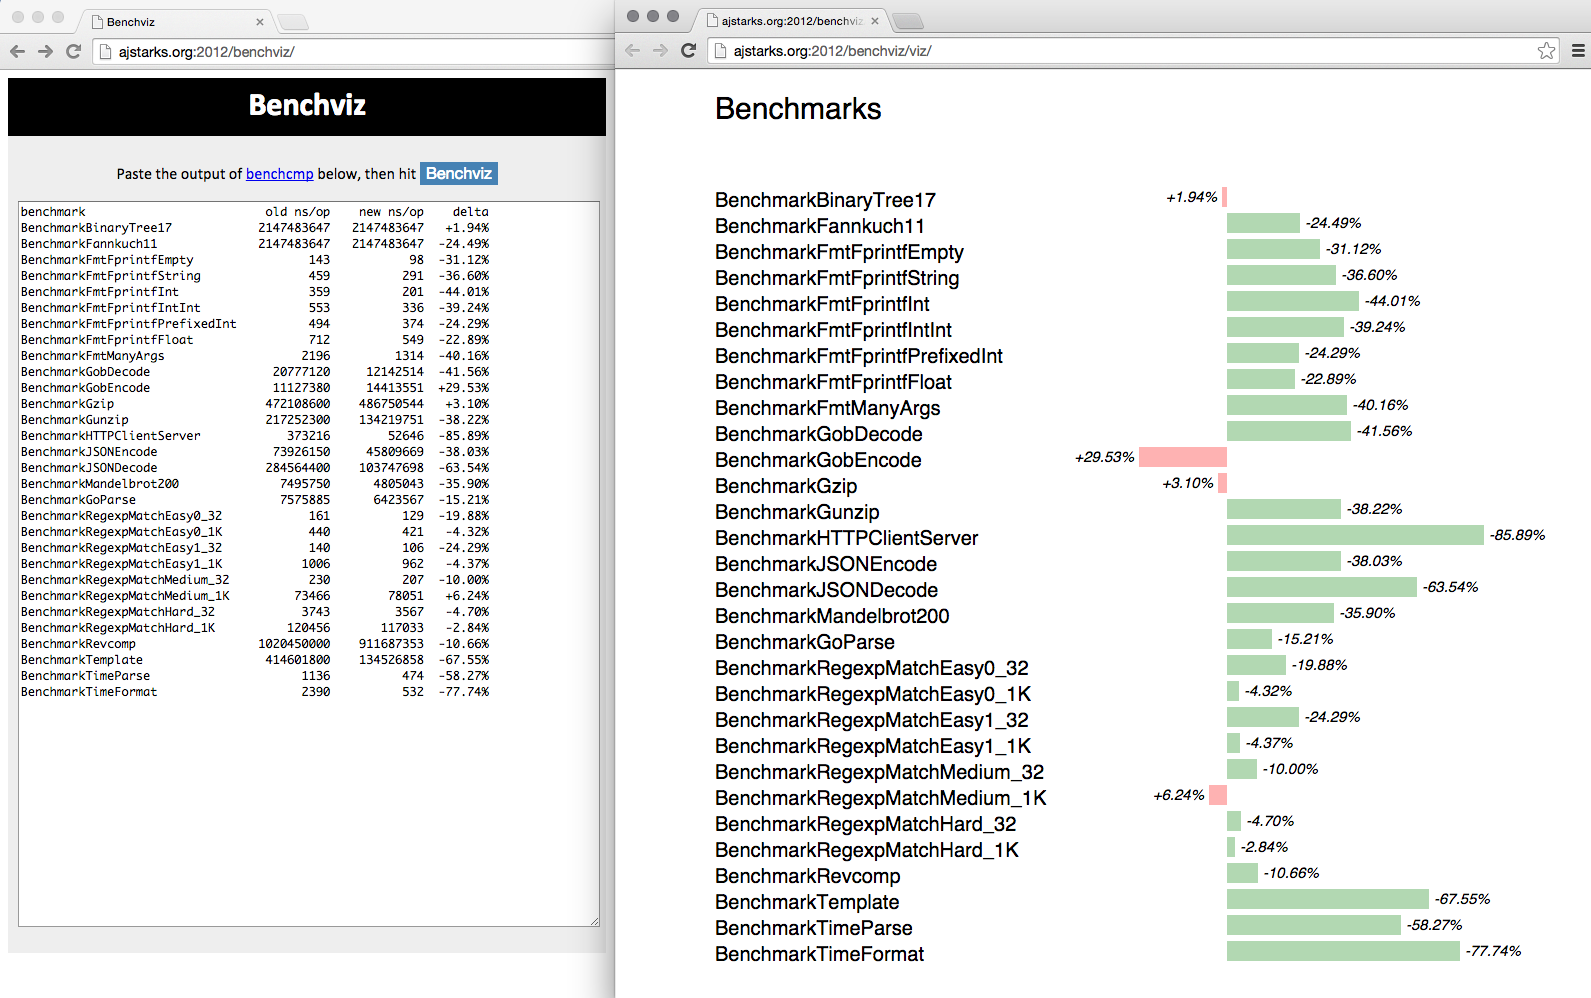 Benchviz
ajstarks.org:2012/benchviz/
Benchviz
Paste the output of benchcmp below, then hit Benchviz
benchmark old ns/op new ns/op delta
BenchmarkBinaryTree17 2147483647 2147483647 +1.94%
BenchmarkFannkuch11 2147483647 2147483647 -24.49%
BenchmarkFmtFprintfEmpty 143 98 -31.12%
BenchmarkFmtFprintfString 459 291 -36.60%
BenchmarkFmtFprintfInt 359 201 -44.01%
BenchmarkFmtFprintfIntInt 553 336 -39.24%
BenchmarkFmtFprintfPrefixedInt 494 374 -24.29%
BenchmarkFmtFprintfFloat 712 549 -22.89%
BenchmarkFmtManyArgs 2196 1314 -40.16%
BenchmarkGobDecode 20777120 12142514 -41.56%
BenchmarkGobEncode 11127380 14413551 +29.53%
BenchmarkGzip 472108600 486750544 +3.10%
BenchmarkGunzip 217252300 134219751 -38.22%
BenchmarkHTTPClientServer 373216 52646 -85.89%
BenchmarkJSONEncode 73926150 45809669 -38.03%
BenchmarkJSONDecode 284564400 103747698 -63.54%
BenchmarkMandelbrot200 7495750 4805043 -35.90%
BenchmarkGoParse 7575885 6423567 -15.21%
BenchmarkRegexpMatchEasy0_32 161 129 -19.88%
BenchmarkRegexpMatchEasy0_1K 440 421 -4.32%
BenchmarkRegexpMatchEasy1_32 140 106 -24.29%
BenchmarkRegexpMatchEasy1_1K 1006 962 -4.37%
BenchmarkRegexpMatchMedium_32 230 207 -10.00%
BenchmarkRegexpMatchMedium_1K 73466 78051 +6.24%
BenchmarkRegexpMatchHard_32 3743 3567 -4.70%
BenchmarkRegexpMatchHard_1K 120456 117033 -2.84%
BenchmarkRevcomp 1020450000 911687353 -10.66%
BenchmarkTemplate 414601800 134526858 -67.55%
BenchmarkTimeParse 1136 474 -58.27%
BenchmarkTimeFormat 2390 532 -77.74%
ajstarks.org:2012/benchviz
ajstarks.org:2012/benchviz/viz/
Benchmarks
BenchmarkBinaryTree17 +1.94%
BenchmarkFannkuch11 -24.49%
BenchmarkFmtFprintfEmpty -31.12%
BenchmarkFmtFprintfString -36.60%
BenchmarkFmtFprintfInt -44.01%
BenchmarkFmtFprintfIntInt -39.24%
BenchmarkFmtFprintfPrefixedInt -24.29%
BenchmarkFmtFprintfFloat -22.89%
BenchmarkFmtManyArgs -40.16%
BenchmarkGobDecode -41.56%
BenchmarkGobEncode +29.53%
BenchmarkGzip +3.10%
BenchmarkGunzip -38.22%
BenchmarkHTTPClientServer -85.89%
BenchmarkJSONEncode -38.03%
BenchmarkJSONDecode -63.54%
BenchmarkMandelbrot200 -35.90%
BenchmarkGoParse -15.21%
BenchmarkRegexpMatchEasy0_32 -19.88%
BenchmarkRegexpMatchEasy0_1K -4.32%
BenchmarkRegexpMatchEasy1_32 -24.29%
BenchmarkRegexpMatchEasy1_1K -4.37%
BenchmarkRegexpMatchMedium_32 -10.00%
BenchmarkRegexpMatchMedium_1K +6.24%
BenchmarkRegexpMatchHard_32 -4.70%
BenchmarkRegexpMatchHard_1K -2.84%
BenchmarkRevcomp -10.66%
BenchmarkTemplate -67.55%
BenchmarkTimeParse -58.27%
BenchmarkTimeFormat -77.74%